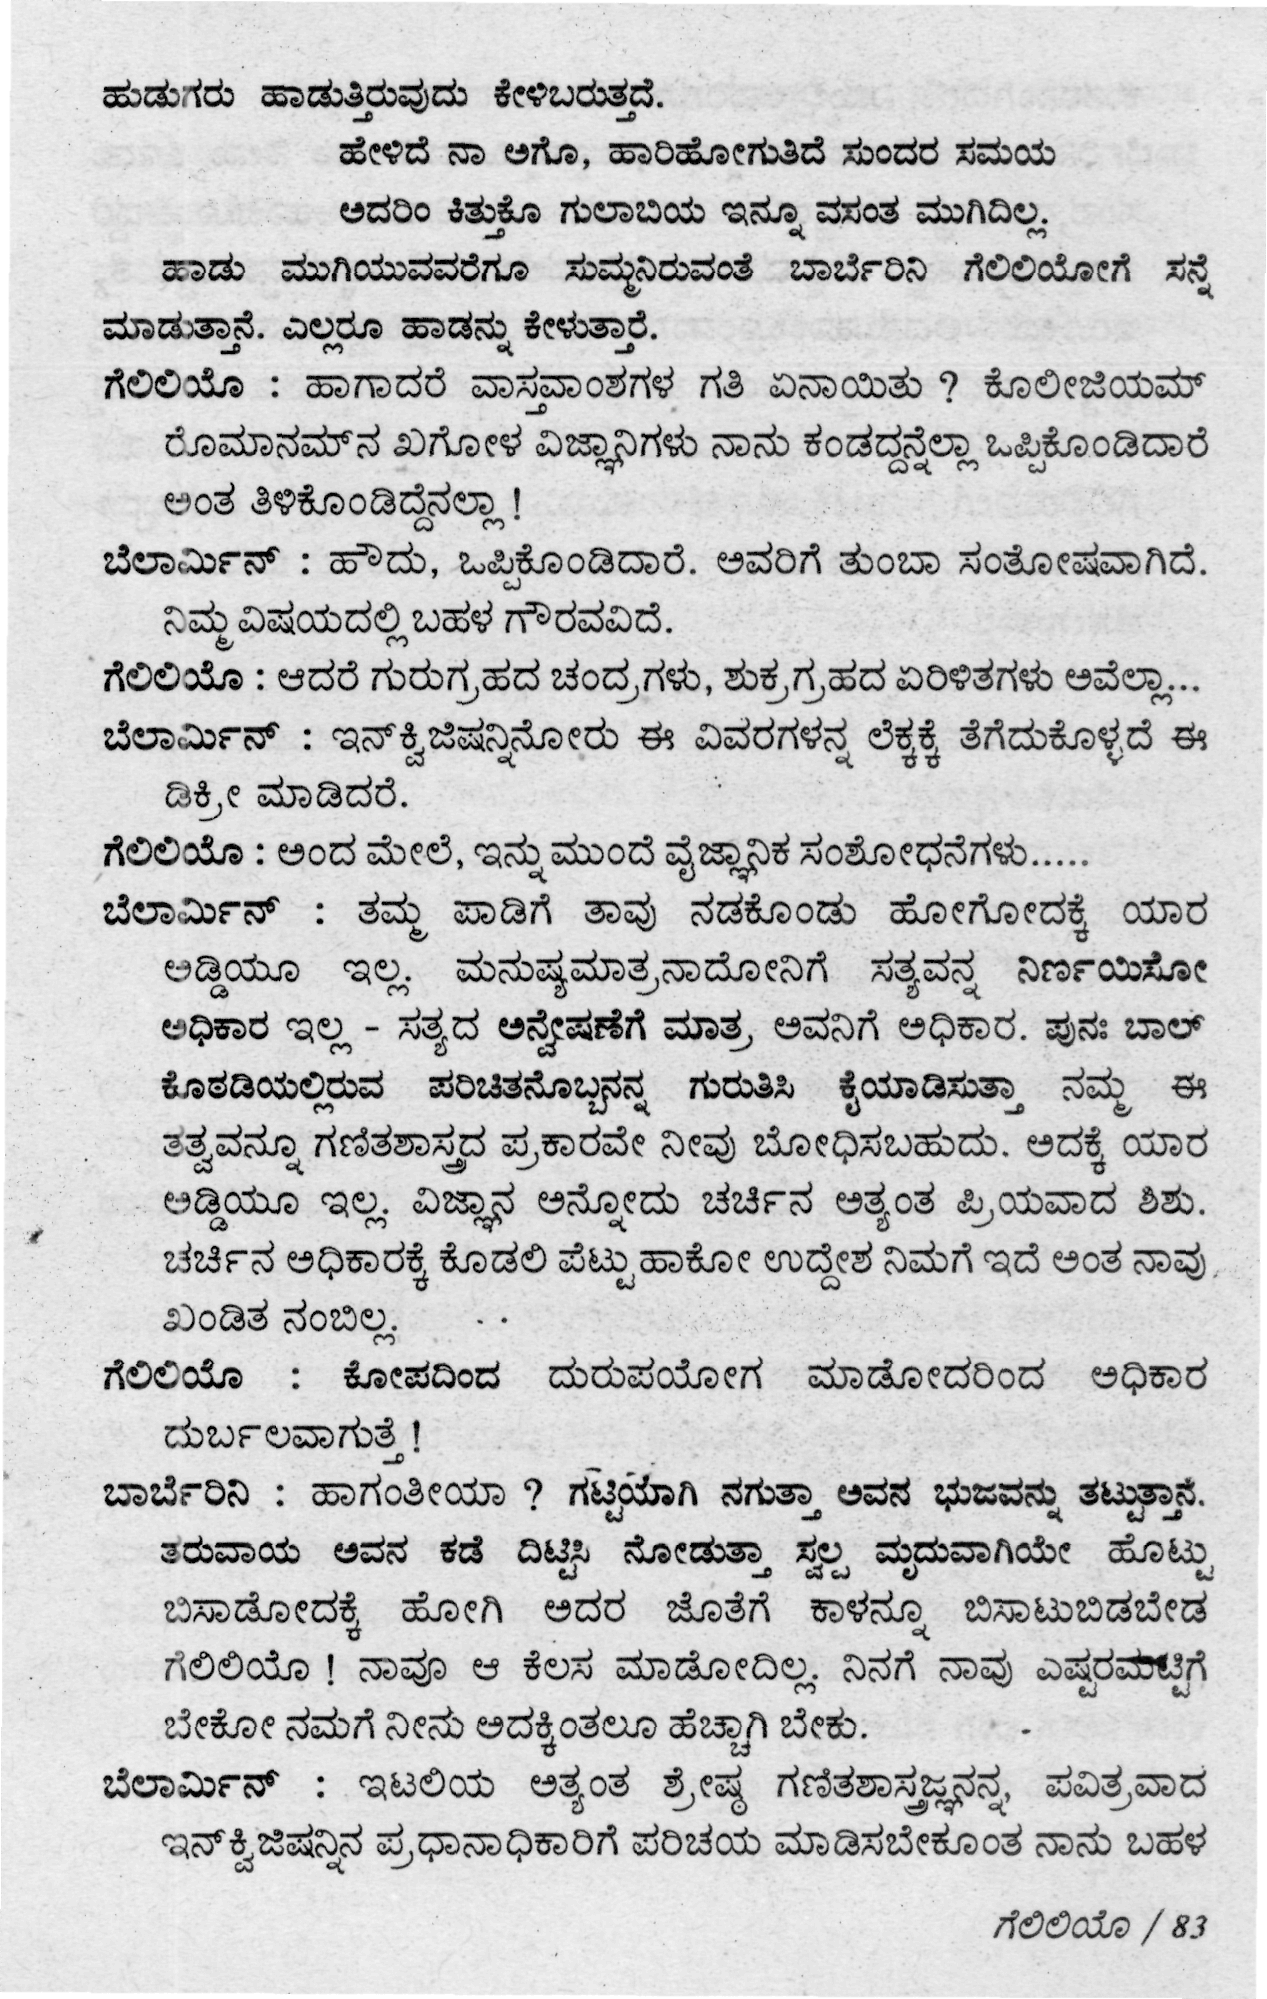 ಹುಡುಗರು ಹಾಡುತ್ತಿರುವುದು ಕೇಳಿಬರುತ್ತದೆ.
ಹೇಳಿದೆ ನಾ ಅಗೊ, ಹಾರಿಹೋಗುತಿದೆ ಸುಂದರ ಸಮಯ
ಅದರಿಂ ಕಿತ್ತುಕೊ ಗುಲಾಬಿಯ ಇನ್ನೂ ವಸಂತ ಮುಗಿದಿಲ್ಲ.
ಹಾಡು ಮುಗಿಯುವವರೆಗೂ ಸುಮ್ಮನಿರುವಂತೆ ಬಾರ್ಬೆರಿನಿ ಗೆಲಿಲಿಯೋಗೆ ಸನ್ನೆ
ಮಾಡುತ್ತಾನೆ. ಎಲ್ಲರೂ ಹಾಡನ್ನು ಕೇಳುತ್ತಾರೆ.
ಗೆಲಿಲಿಯೊ : ಹಾಗಾದರೆ ವಾಸ್ತವಾಂಶಗಳ ಗತಿ ಏನಾಯಿತು ? ಕೊಲೀಜಿಯಮ್
ರೊಮಾನಮ್‌ನ ಖಗೋಳ ವಿಜ್ಞಾನಿಗಳು ನಾನು ಕಂಡದ್ದನ್ನೆಲ್ಲಾ ಒಪ್ಪಿಕೊಂಡಿದಾರೆ
ಅಂತ ತಿಳಿಕೊಂಡಿದ್ದೆನಲ್ಲಾ !
ಬೆಲಾರ್ಮಿನ್ : ಹೌದು, ಒಪ್ಪಿಕೊಂಡಿದಾರೆ. ಅವರಿಗೆ ತುಂಬಾ ಸಂತೋಷವಾಗಿದೆ.
ನಿಮ್ಮ ವಿಷಯದಲ್ಲಿ ಬಹಳ ಗೌರವವಿದೆ.
ಗೆಲಿಲಿಯೊ : ಆದರೆ ಗುರುಗ್ರಹದ ಚಂದ್ರಗಳು, ಶುಕ್ರಗ್ರಹದ ಏರಿಳಿತಗಳು ಅವೆಲ್ಲಾ...
ಬೆಲಾರ್ಮಿನ್ : ಇನ್‌ಕ್ವಿಜಿಷನ್ನಿನೋರು ಈ ವಿವರಗಳನ್ನ ಲೆಕ್ಕಕ್ಕೆ ತೆಗೆದುಕೊಳ್ಳದೆ ಈ
ಡಿಕ್ರೀ ಮಾಡಿದರೆ.
ಗೆಲಿಲಿಯೊ : ಅಂದ ಮೇಲೆ, ಇನ್ನು ಮುಂದೆ ವೈಜ್ಞಾನಿಕ ಸಂಶೋಧನೆಗಳು.....
ಬೆಲಾರ್ಮಿನ್ : ತಮ್ಮ ಪಾಡಿಗೆ ತಾವು ನಡಕೊಂಡು ಹೋಗೋದಕ್ಕೆ ಯಾರ
ಅಡ್ಡಿಯೂ ಇಲ್ಲ. ಮನುಷ್ಯಮಾತ್ರನಾದೋನಿಗೆ ಸತ್ಯವನ್ನ ನಿರ್ಣಯಿಸೋ
ಅಧಿಕಾರ ಇಲ್ಲ - ಸತ್ಯದ ಅನ್ವೇಷಣೆಗೆ ಮಾತ್ರ ಅವನಿಗೆ ಅಧಿಕಾರ. ಪುನಃ ಬಾಲ್
ಕೊಠಡಿಯಲ್ಲಿರುವ ಪರಿಚಿತನೊಬ್ಬನನ್ನ ಗುರುತಿಸಿ ಕೈಯಾಡಿಸುತ್ತಾ ನಮ್ಮ ಈ
ತತ್ವವನ್ನೂ ಗಣಿತಶಾಸ್ತ್ರದ ಪ್ರಕಾರವೇ ನೀವು ಬೋಧಿಸಬಹುದು. ಅದಕ್ಕೆ ಯಾರ
ಅಡ್ಡಿಯೂ ಇಲ್ಲ. ವಿಜ್ಞಾನ ಅನ್ನೋದು ಚರ್ಚಿನ ಅತ್ಯಂತ ಪ್ರಿಯವಾದ ಶಿಶು.
ಚರ್ಚಿನ ಅಧಿಕಾರಕ್ಕೆ ಕೊಡಲಿ ಪೆಟ್ಟು ಹಾಕೋ ಉದ್ದೇಶ ನಿಮಗೆ ಇದೆ ಅಂತ ನಾವು
ಖಂಡಿತ ನಂಬಿಲ್ಲ.
ಗೆಲಿಲಿಯೊ : ಕೋಪದಿಂದ ದುರುಪಯೋಗ ಮಾಡೋದರಿಂದ ಅಧಿಕಾರ
ದುರ್ಬಲವಾಗುತ್ತೆ !
ಬಾರ್ಬೆರಿನಿ : ಹಾಗಂತೀಯಾ ? ಗಟ್ಟಿಯಾಗಿ ನಗುತ್ತಾ ಅವನ ಭುಜವನ್ನು ತಟ್ಟುತ್ತಾನೆ.
ತರುವಾಯ ಅವನ ಕಡೆ ದಿಟ್ಟಿಸಿ ನೋಡುತ್ತಾ ಸ್ವಲ್ಪ ಮೃದುವಾಗಿಯೇ ಹೊಟ್ಟು
ಬಿಸಾಡೋದಕ್ಕೆ ಹೋಗಿ ಅದರ ಜೊತೆಗೆ ಕಾಳನ್ನೂ ಬಿಸಾಟುಬಿಡಬೇಡ
ಗೆಲಿಲಿಯೊ ! ನಾವೂ ಆ ಕೆಲಸ ಮಾಡೋದಿಲ್ಲ. ನಿನಗೆ ನಾವು ಎಷ್ಟರಮಟ್ಟಿಗೆ
ಬೇಕೋ ನಮಗೆ ನೀನು ಅದಕ್ಕಿಂತಲೂ ಹೆಚ್ಚಾಗಿ ಬೇಕು.
ಬೆಲಾರ್ಮಿನ್ : ಇಟಲಿಯ ಅತ್ಯಂತ ಶ್ರೇಷ್ಠ ಗಣಿತಶಾಸ್ತ್ರಜ್ಞನನ್ನ, ಪವಿತ್ರವಾದ
ಇನ್‌ಕ್ವಿಜಿಷನ್ನಿನ ಪ್ರಧಾನಾಧಿಕಾರಿಗೆ ಪರಿಚಯ ಮಾಡಿಸಬೇಕೂಂತ ನಾನು ಬಹಳ
ಗೆಲಿಲಿಯೊ / 83